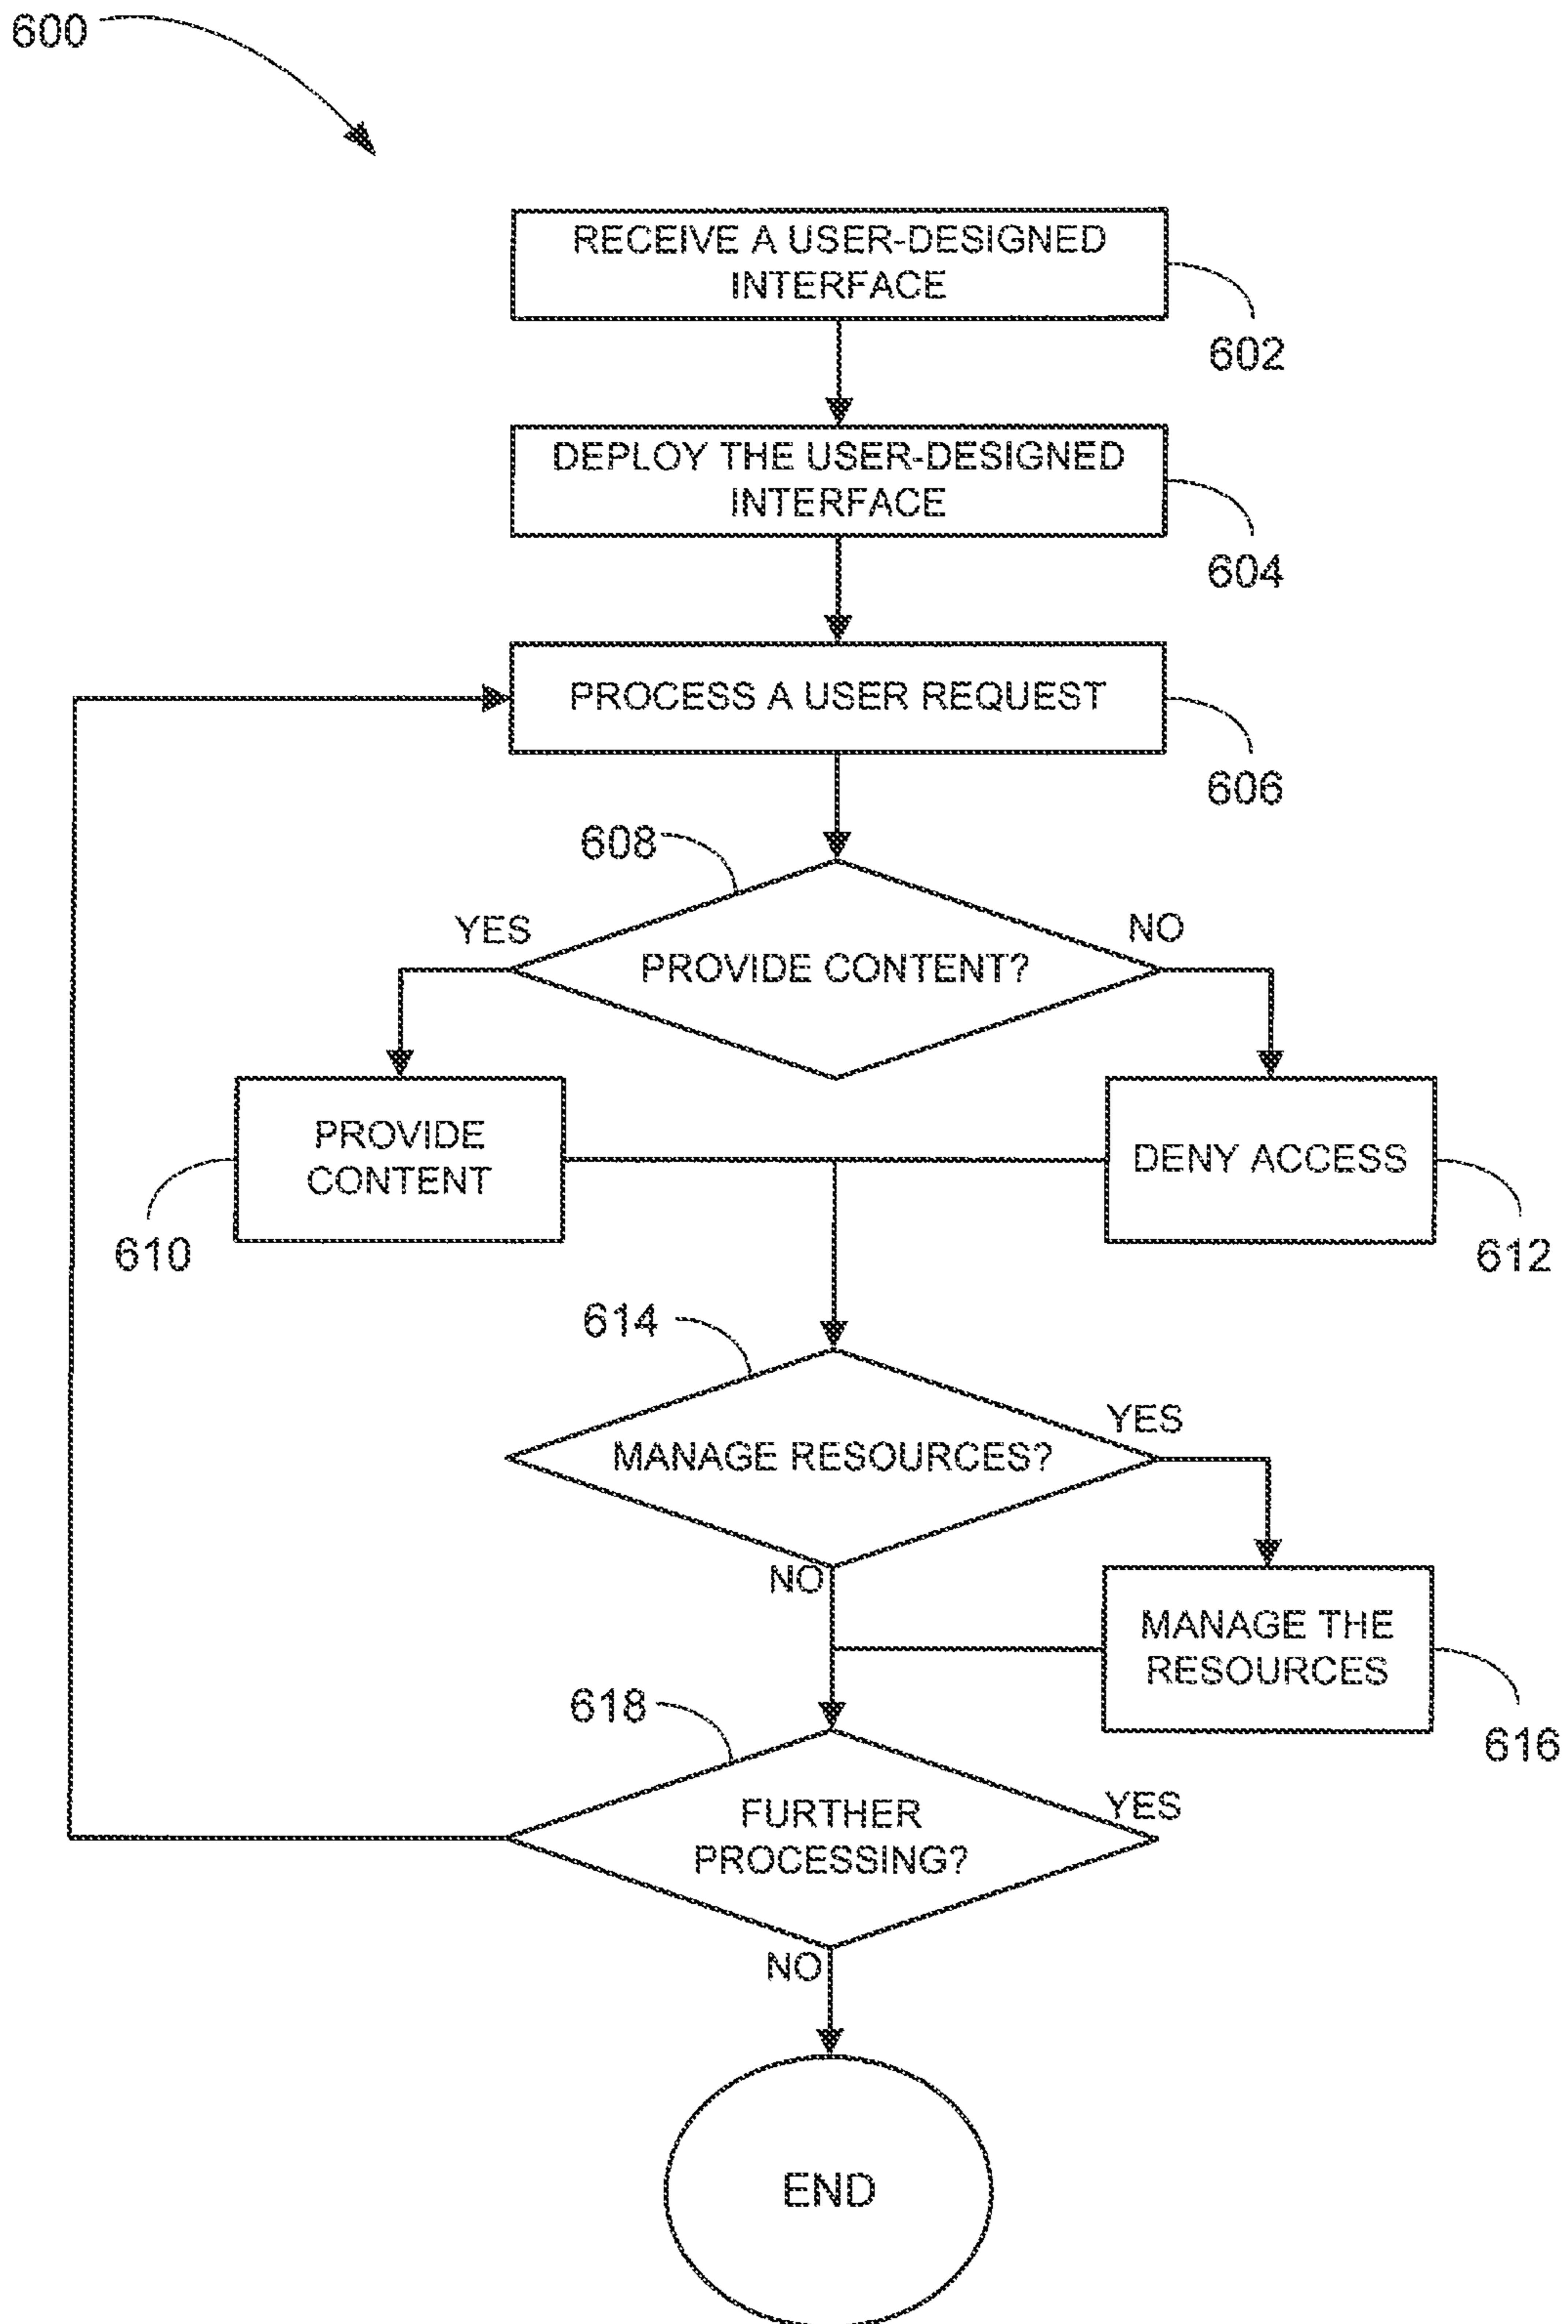 600
RECEIVE A USER-DESIGNED
INTERFACE
602
DEPLOY THE USER-DESIGNED
INTERFACE
604
PROCESS A USER REQUEST
606
608
YES
NO
PROVIDE CONTENT?
PROVIDE
CONTENT
610
DENY ACCESS
612
614
YES
MANAGE RESOURCES?
NO
MANAGE THE
RESOURCES
616
618
YES
FURTHER
PROCESSING?
NO
END